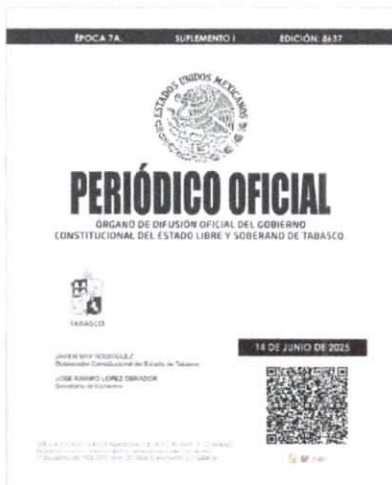 ÉPOCA 7A. SUPLEMENTO I EDICIÓN: 8637
ESTADOS UNIDOS MEXICANOS
PERIÓDICO OFICIAL
ÓRGANO DE DIFUSIÓN OFICIAL DEL GOBIERNO
CONSTITUCIONAL DEL ESTADO LIBRE Y SOBERANO DE TABASCO.
TABASCO
JAVIER MAY RODRÍGUEZ
Gobernador Constitucional del Estado de Tabasco
JOSÉ RAMIRO LÓPEZ OBRADOR
Secretario de Gobierno
14 DE JUNIO DE 2025